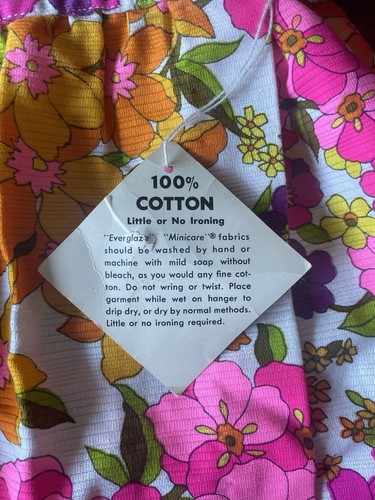 100%
COTTON
Little or No Ironing
"Everglaze" "Minicare"® fabrics
should be washed by hand or
machine with mild soap without
bleach, as you would any fine cot-
ton. Do not wring or twist. Place
garment while wet on hanger to
drip dry, or dry by normal methods.
Little or no ironing required.